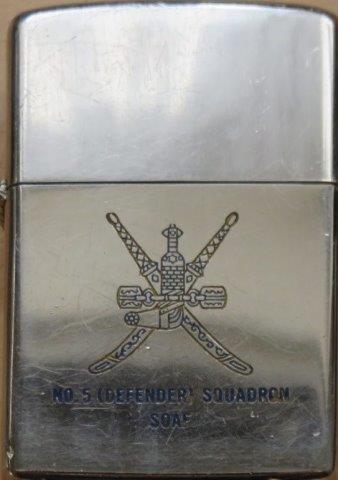 NO. 5 (DEFENDER) SQUADRON
SOAF